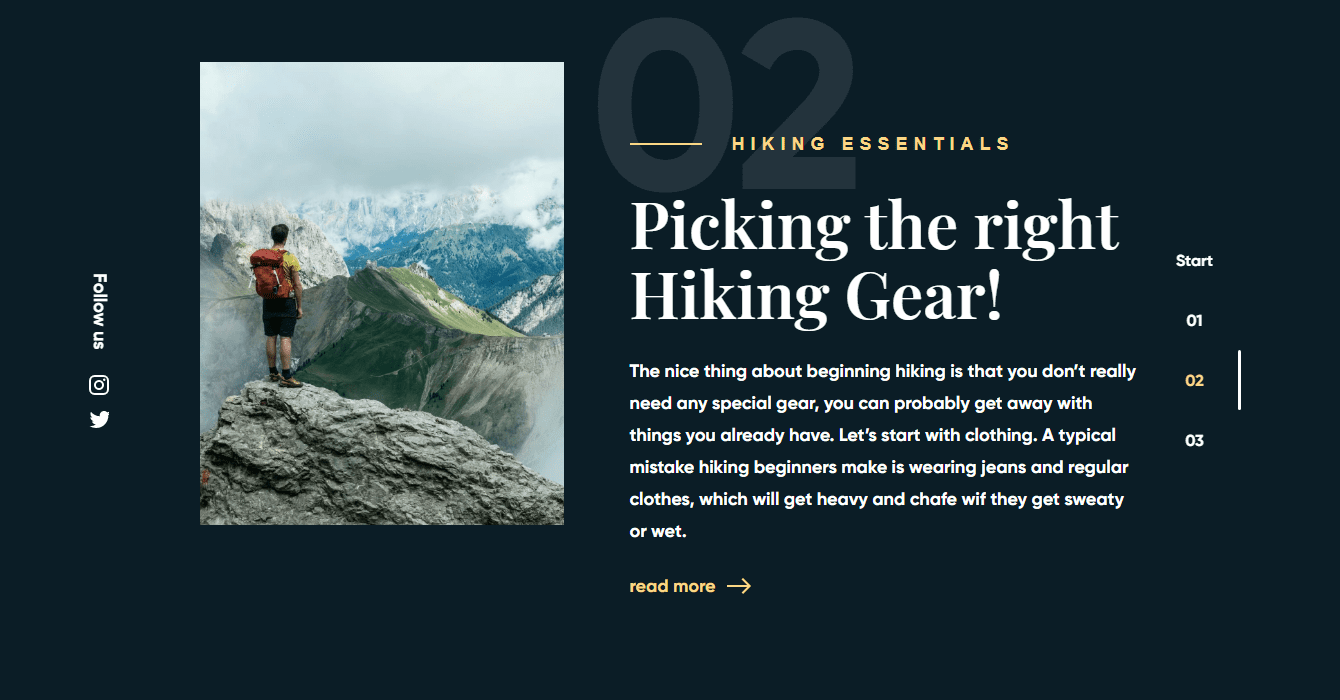 02
HIKING ESSENTIALS
Picking the right
Hiking Gear!
The nice thing about beginning hiking is that you don’t really
need any special gear, you can probably get away with
things you already have. Let’s start with clothing. A typical
mistake hiking beginners make is wearing jeans and regular
clothes, which will get heavy and chafe wif they get sweaty
or wet.
read more
Follow us
Start
01
02
03